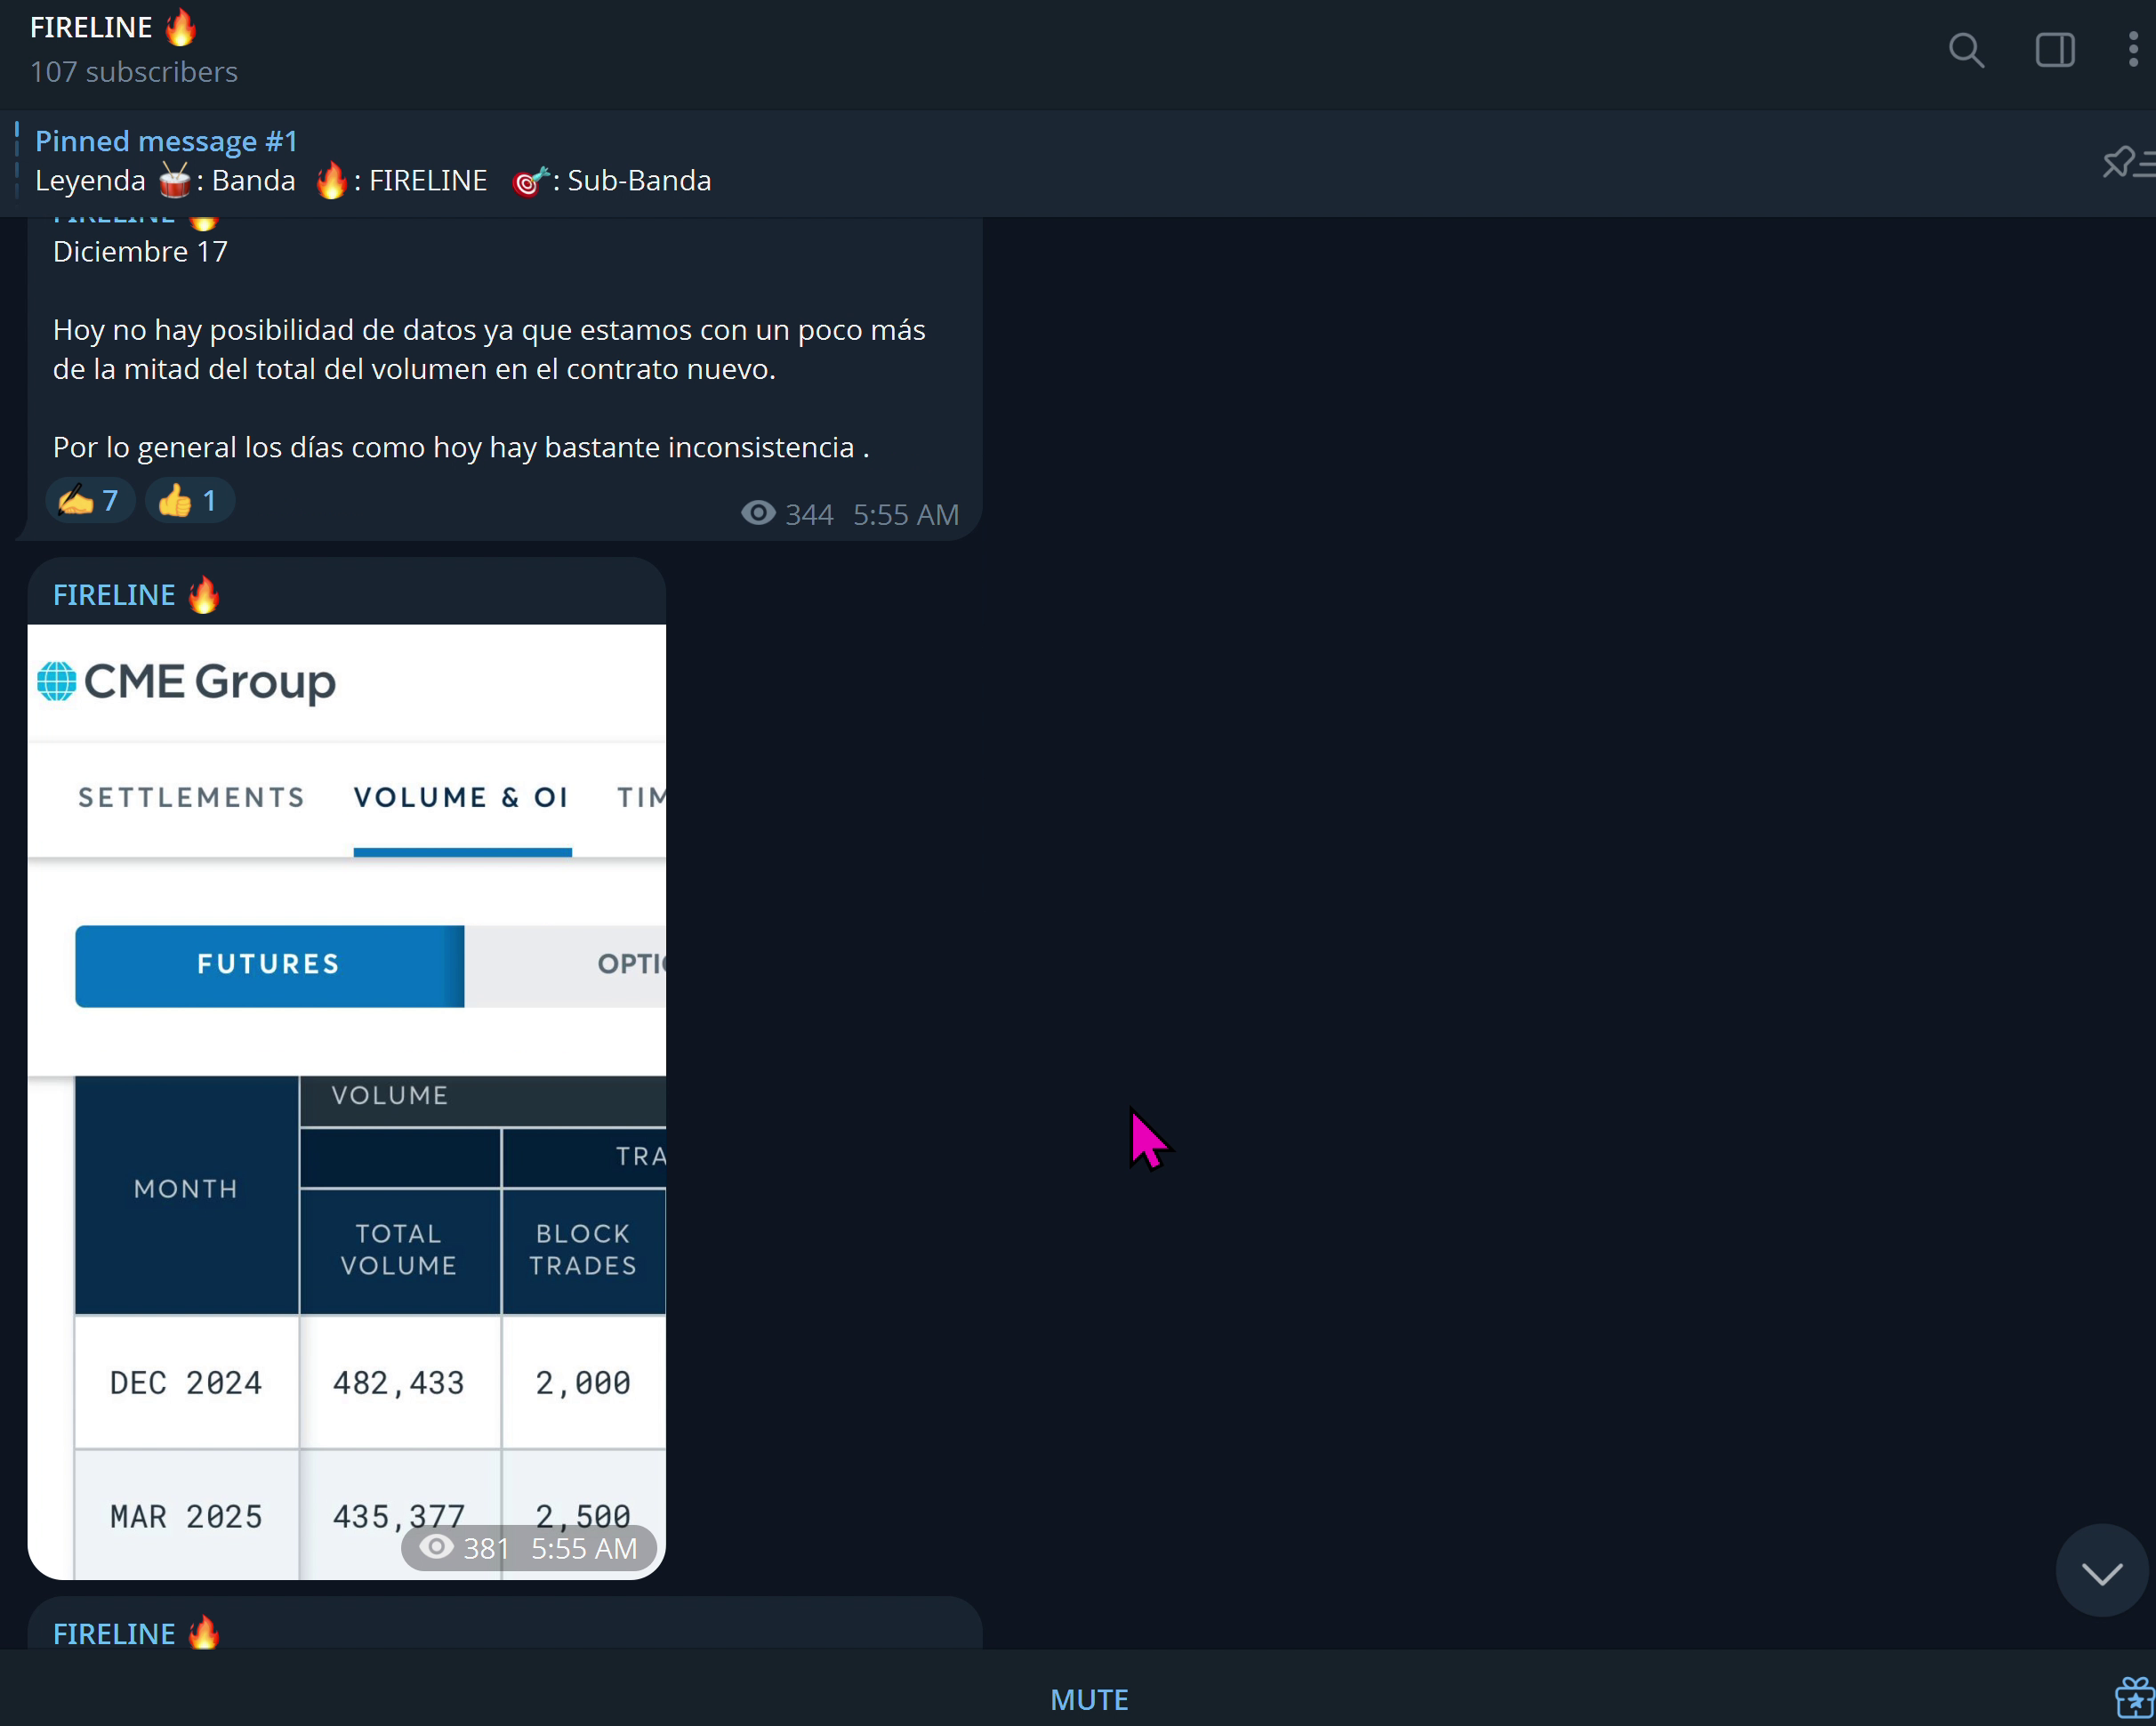 FIRELINE 🔥
107 subscribers
Pinned message #1
Leyenda 🥁: Banda 🔥: FIRELINE 🎯: Sub-Banda
FIRELINE 🔥
Diciembre 17
Hoy no hay posibilidad de datos ya que estamos con un poco más
de la mitad del total del volumen en el contrato nuevo.
Por lo general los días como hoy hay bastante inconsistencia .
✍️ 7 👍 1
344 5:55 AM
FIRELINE 🔥
CME Group
SETTLEMENTS VOLUME & OI TIM
FUTURES OPTIO
VOLUME
TRA
MONTH
TOTAL VOLUME BLOCK TRADES
DEC 2024 482,433 2,000
MAR 2025 435,377 2,500
381 5:55 AM
FIRELINE 🔥
MUTE